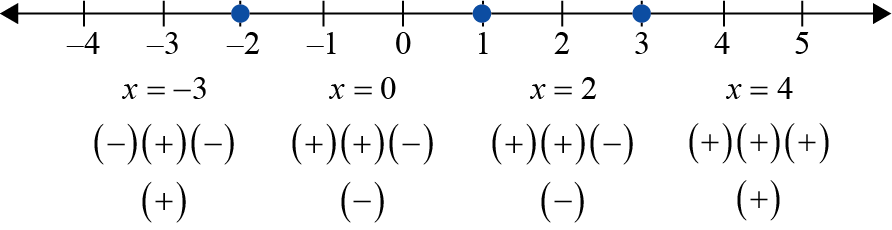 –4 –3 –2 –1 0 1 2 3 4 5
x = –3 x = 0 x = 2 x = 4
(–)(+)(–) (+)(+)(–) (+)(+)(–) (+)(+)(+)
(+) (–) (–) (+)